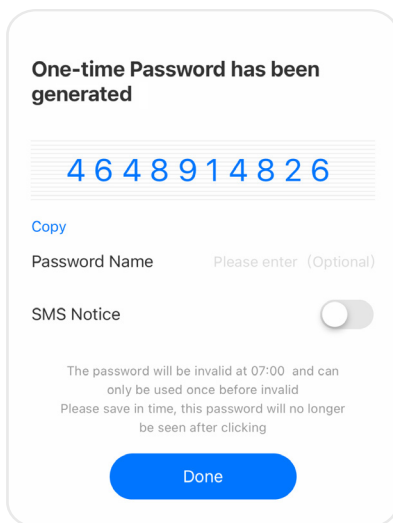 One-time Password has been
generated
4648914826
Copy
Password Name Please enter (Optional)
SMS Notice
The password will be invalid at 07:00 and can
only be used once before invalid
Please save in time, this password will no longer
be seen after clicking
Done